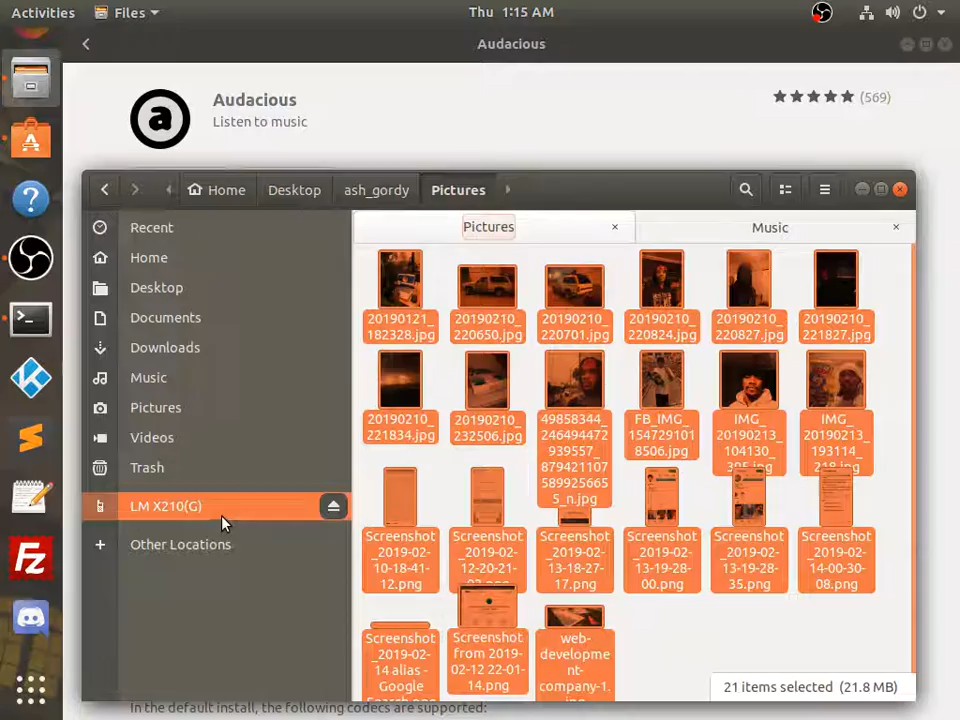 Activities
Files
Thu 1:15 AM
Audacious
Audacious
Listen to music
(569)
Home
Desktop
ash_gordy
Pictures
Recent
Home
Desktop
Documents
Downloads
Music
Pictures
Videos
Trash
LM X210(G)
Other Locations
Pictures
Music
20190121_
182328.jpg
20190210_
220650.jpg
20190210_
220701.jpg
20190210_
220824.jpg
20190210_
220827.jpg
20190210_
221827.jpg
20190210_
221834.jpg
20190210_
232506.jpg
49858344_
246494472
939557_
879421107
589925665
5_n.jpg
FB_IMG_
154729101
8506.jpg
IMG_
20190213_
104130_
IMG_
20190213_
193114_
Screenshot
_2019-02-
10-18-41-
12.png
Screenshot
_2019-02-
12-20-21-
Screenshot
_2019-02-
13-18-27-
17.png
Screenshot
_2019-02-
13-19-28-
00.png
Screenshot
_2019-02-
13-19-28-
35.png
Screenshot
_2019-02-
14-00-30-
08.png
Screenshot
_2019-02-
14 alias -
Google
Screenshot
from 2019-
02-12 22-01-
14.png
web-
developme
nt-
company-1.
21 items selected (21.8 MB)
In the default install, the following codecs are supported: